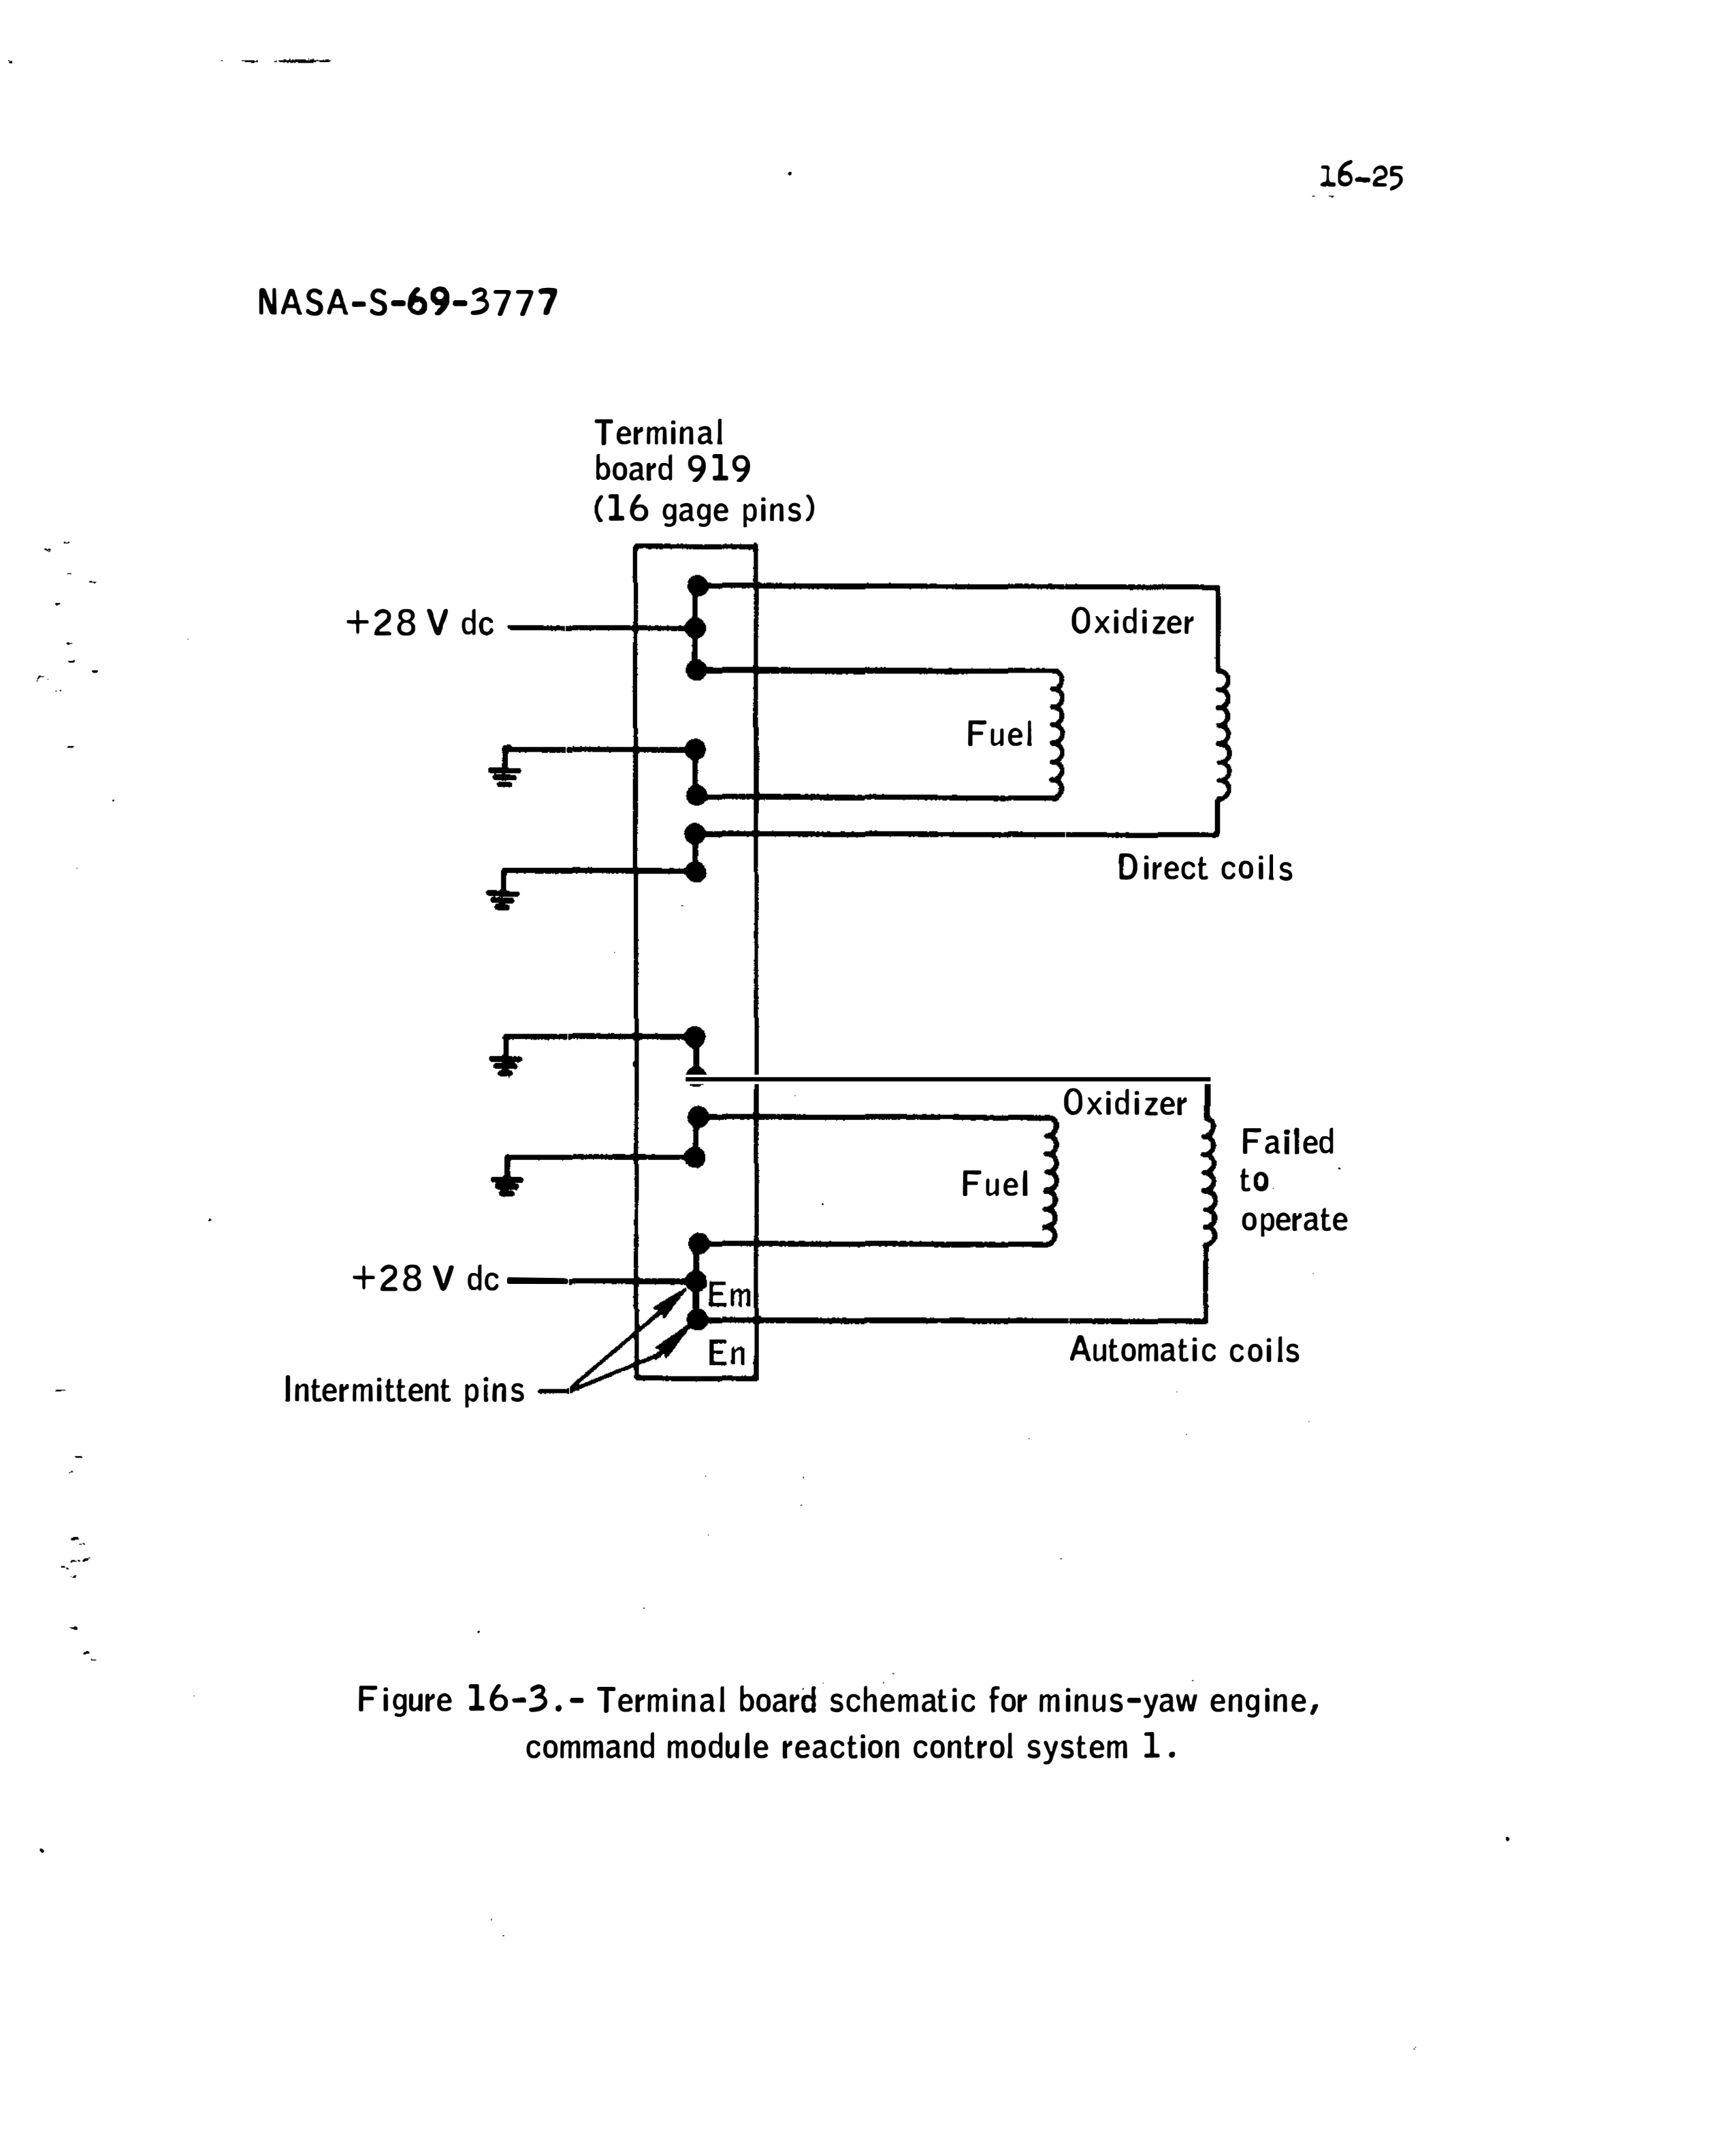 16-25
NASA-S-69-3777
Terminal
board 919
(16 gage pins)
+28 V dc
Oxidizer
Fuel
Direct coils
Oxidizer
Failed
to
operate
Fuel
+28 V dc
Em
En
Automatic coils
Intermittent pins
Figure 16-3.- Terminal board schematic for minus-yaw engine,
command module reaction control system 1.